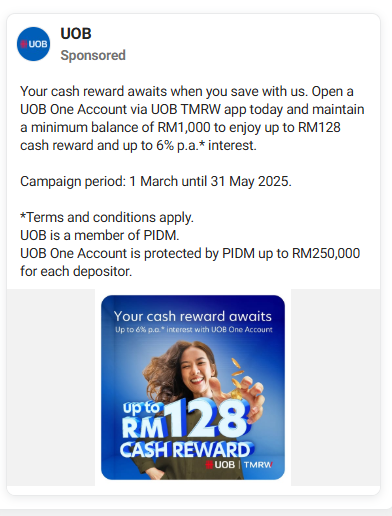 UOB
UOB
Sponsored
Your cash reward awaits when you save with us. Open a
UOB One Account via UOB TMRW app today and maintain
a minimum balance of RM1,000 to enjoy up to RM128
cash reward and up to 6% p.a.* interest.
Campaign period: 1 March until 31 May 2025.
*Terms and conditions apply.
UOB is a member of PIDM.
UOB One Account is protected by PIDM up to RM250,000
for each depositor.
Your cash reward awaits
Up to 6% p.a.* interest with UOB One Account
up to
RM128
CASH REWARD
UOB | TMRW